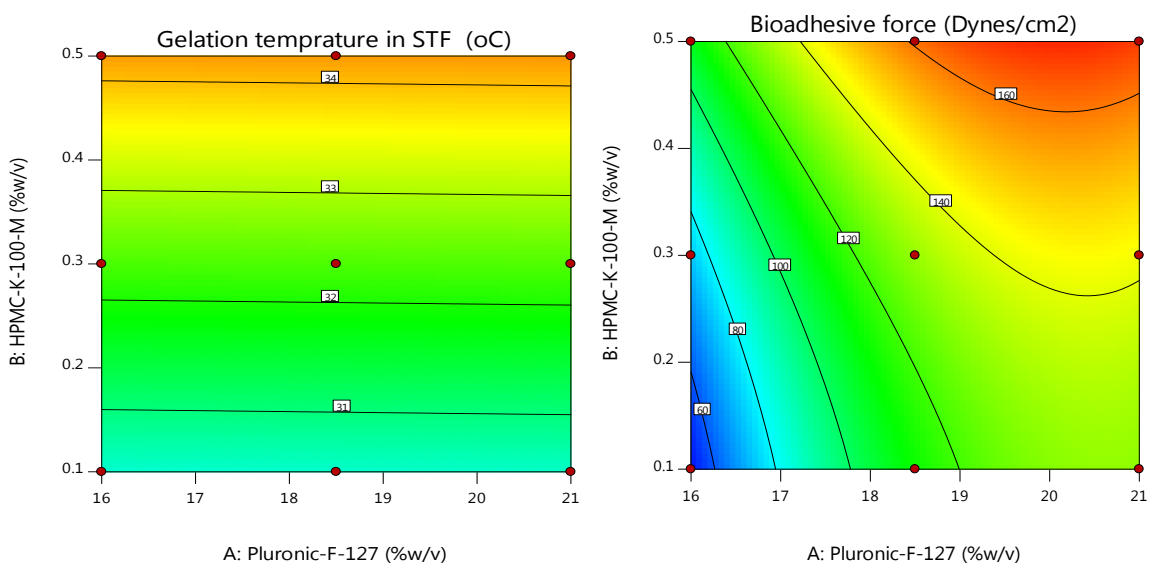 Gelation temprature in STF (oC)
B: HPMC-K-100-M (%w/v)
0.5
0.4
0.3
0.2
0.1
34
33
32
31
16 17 18 19 20 21
A: Pluronic-F-127 (%w/v)
Bioadhesive force (Dynes/cm2)
B: HPMC-K-100-M (%w/v)
0.5
0.4
0.3
0.2
0.1
160
140
120
100
80
60
16 17 18 19 20 21
A: Pluronic-F-127 (%w/v)